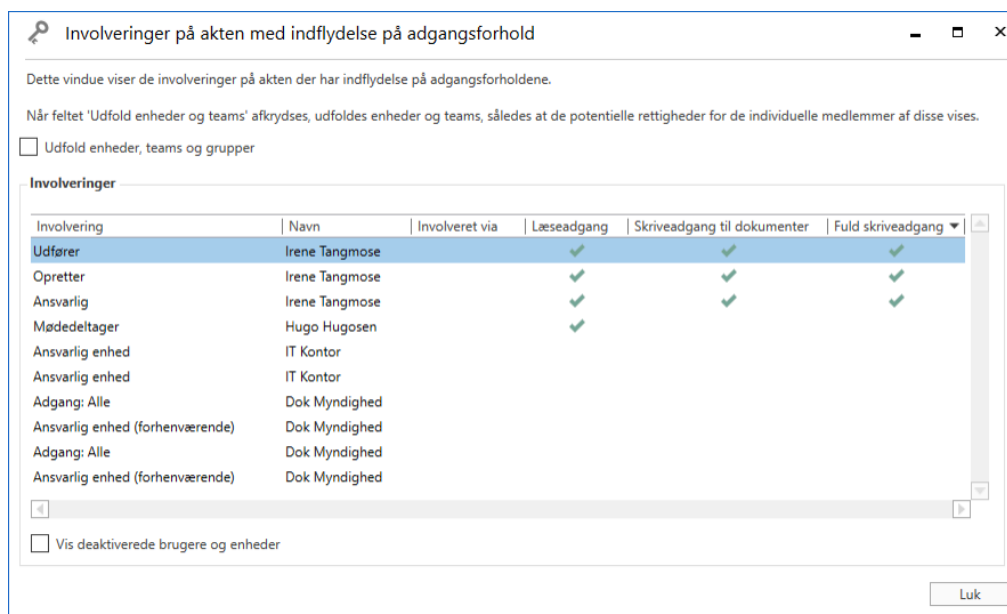 Involveringer på akten med indflydelse på adgangsforhold
Dette vindue viser de involveringer på akten der har indflydelse på adgangsforholdene.
Når feltet 'Udfold enheder og teams' afkrydses, udfoldes enheder og teams, således at de potentielle rettigheder for de individuelle medlemmer af disse vises.
Udfold enheder, teams og grupper
Involveringer
Involvering Navn Involveret via Læseadgang Skriveadgang til dokumenter Fuld skriveadgang
Udfører Irene Tangmose
Opretter Irene Tangmose
Ansvarlig Irene Tangmose
Mødedeltager Hugo Hugosen
Ansvarlig enhed IT Kontor
Ansvarlig enhed IT Kontor
Adgang: Alle Dok Myndighed
Ansvarlig enhed (forhenværende) Dok Myndighed
Adgang: Alle Dok Myndighed
Ansvarlig enhed (forhenværende) Dok Myndighed
Vis deaktiverede brugere og enheder
Luk